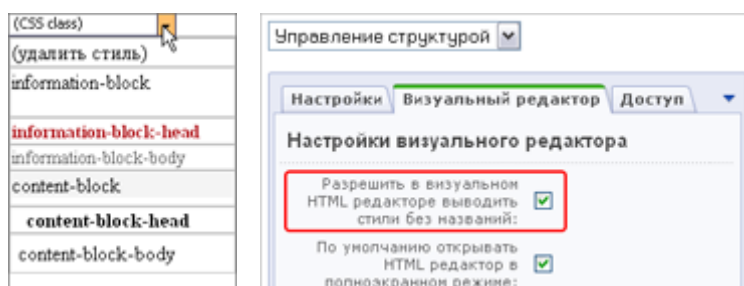 (CSS class)
(удалить стиль)
information-block
information-block-head
information-block-body
content-block
content-block-head
content-block-body
Управление структурой
Настройки Визуальный редактор Доступ
Настройки визуального редактора
Разрешить в визуальном
HTML редакторе выводить
стили без названий:
По умолчанию открывать
HTML редактор в
полноэкранном режиме: